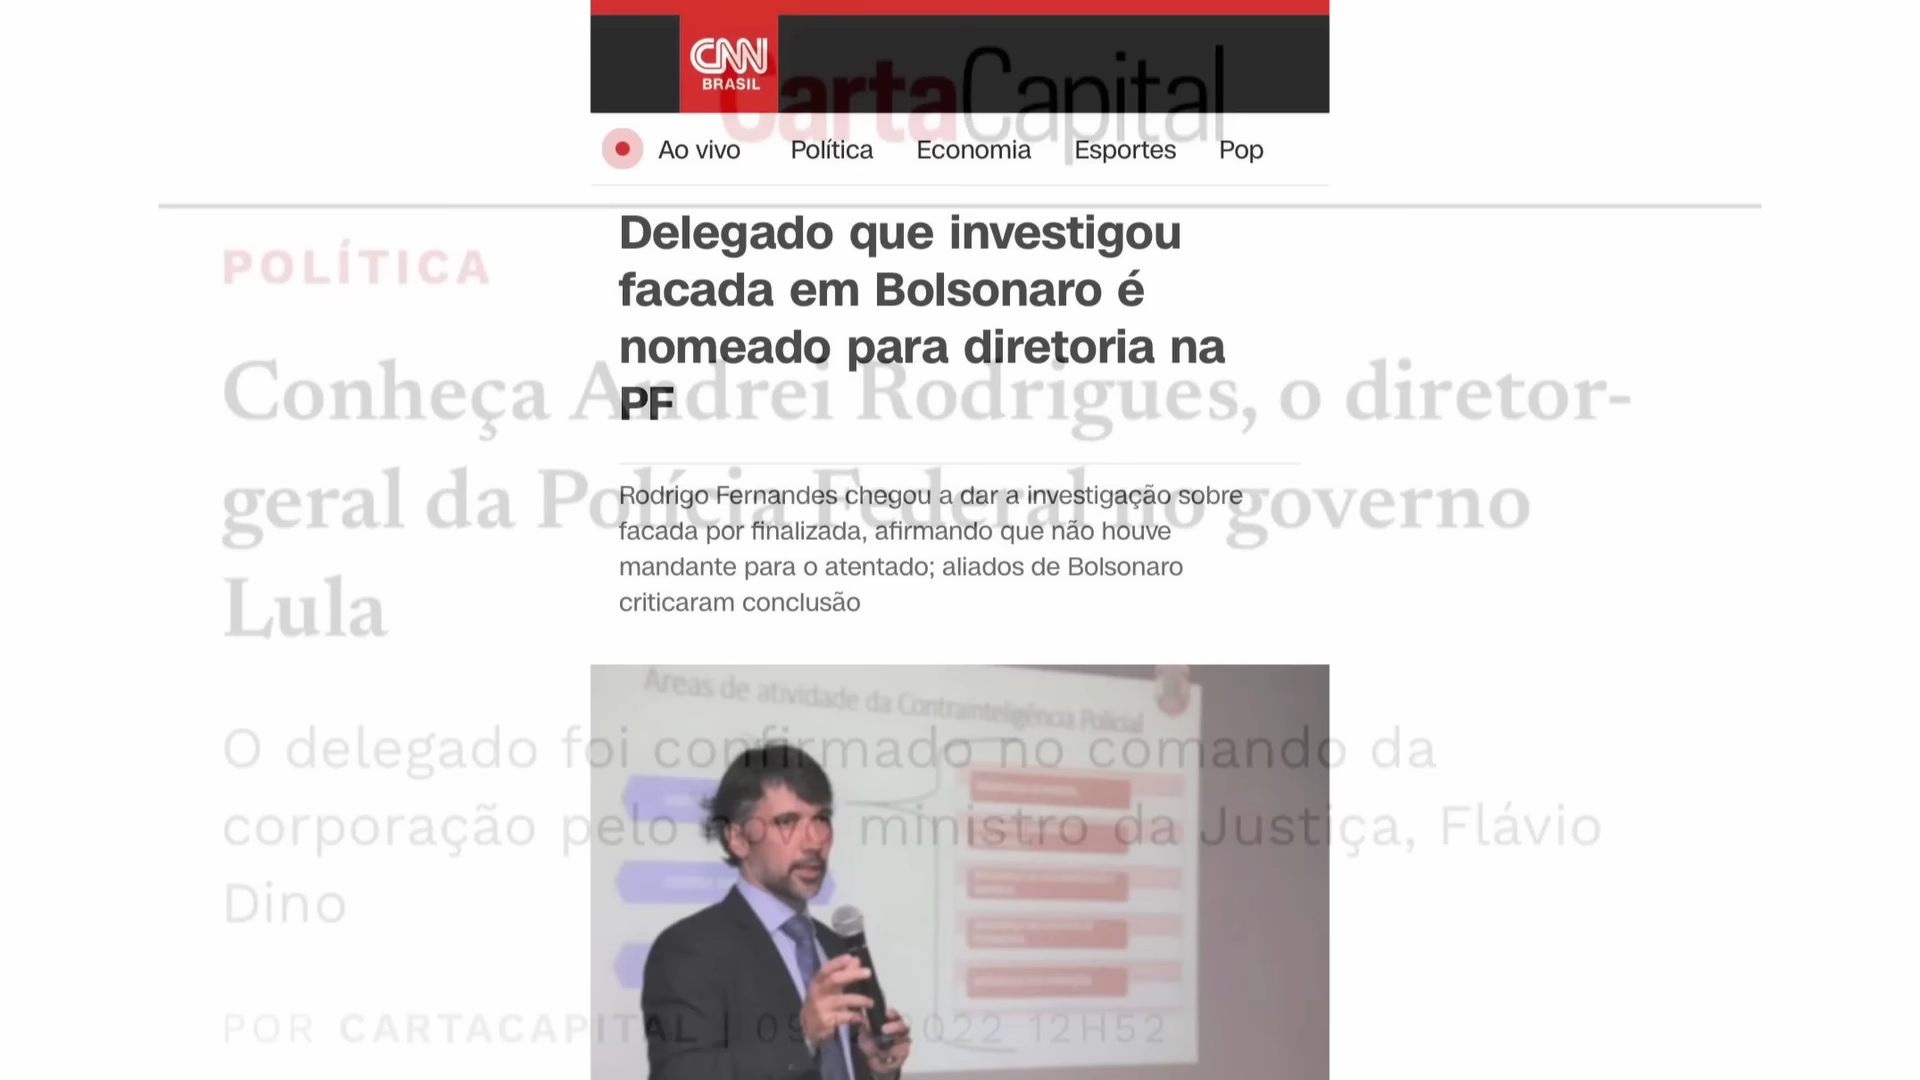 CNN
BRASIL
CartaCapital
Ao vivo Política Economia Esportes Pop
Delegado que investigou
facada em Bolsonaro é
nomeado para diretoria na
PF
Rodrigo Fernandes chegou a dar a investigação sobre
facada por finalizada, afirmando que não houve
mandante para o atentado; aliados de Bolsonaro
criticaram conclusão
Áreas de atividade da Contrainteligência Policial
POLÍTICA
Conheça Andrei Rodrigues, o diretor-
geral da Polícia Federal no governo
Lula
O delegado foi confirmado no comando da
corporação pelo ministro da Justiça, Flávio
Dino
POR CARTACAPITAL | 2022 12H52